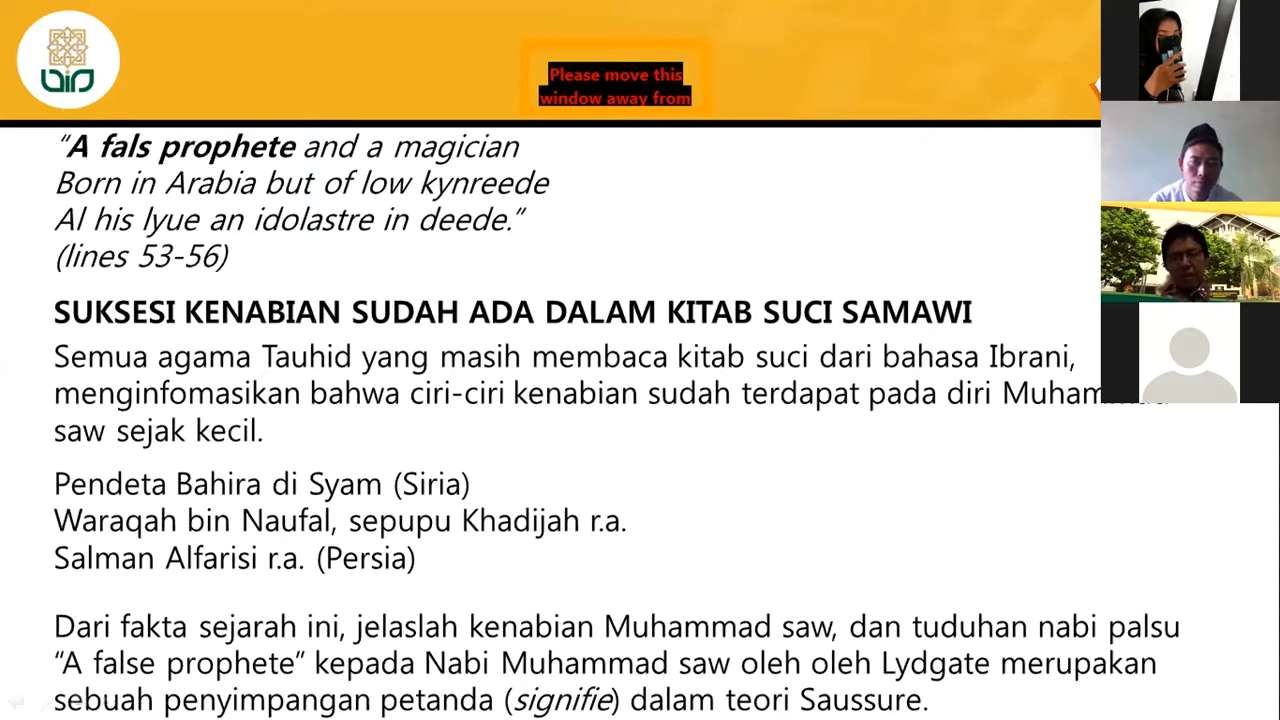 Please move this
window away from
“A fals prophete and a magician
Born in Arabia but of low kynreede
Al his lyue an idolastre in deede.”
(lines 53-56)
SUKSESI KENABIAN SUDAH ADA DALAM KITAB SUCI SAMAWI
Semua agama Tauhid yang masih membaca kitab suci dari bahasa Ibrani,
menginfomasikan bahwa ciri-ciri kenabian sudah terdapat pada diri
saw sejak kecil.
Pendeta Bahira di Syam (Siria)
Waraqah bin Naufal, sepupu Khadijah r.a.
Salman Alfarisi r.a. (Persia)
Dari fakta sejarah ini, jelaslah kenabian Muhammad saw, dan tuduhan nabi palsu
“A false prophete” kepada Nabi Muhammad saw oleh oleh Lydgate merupakan
sebuah penyimpangan petanda (signifie) dalam teori Saussure.